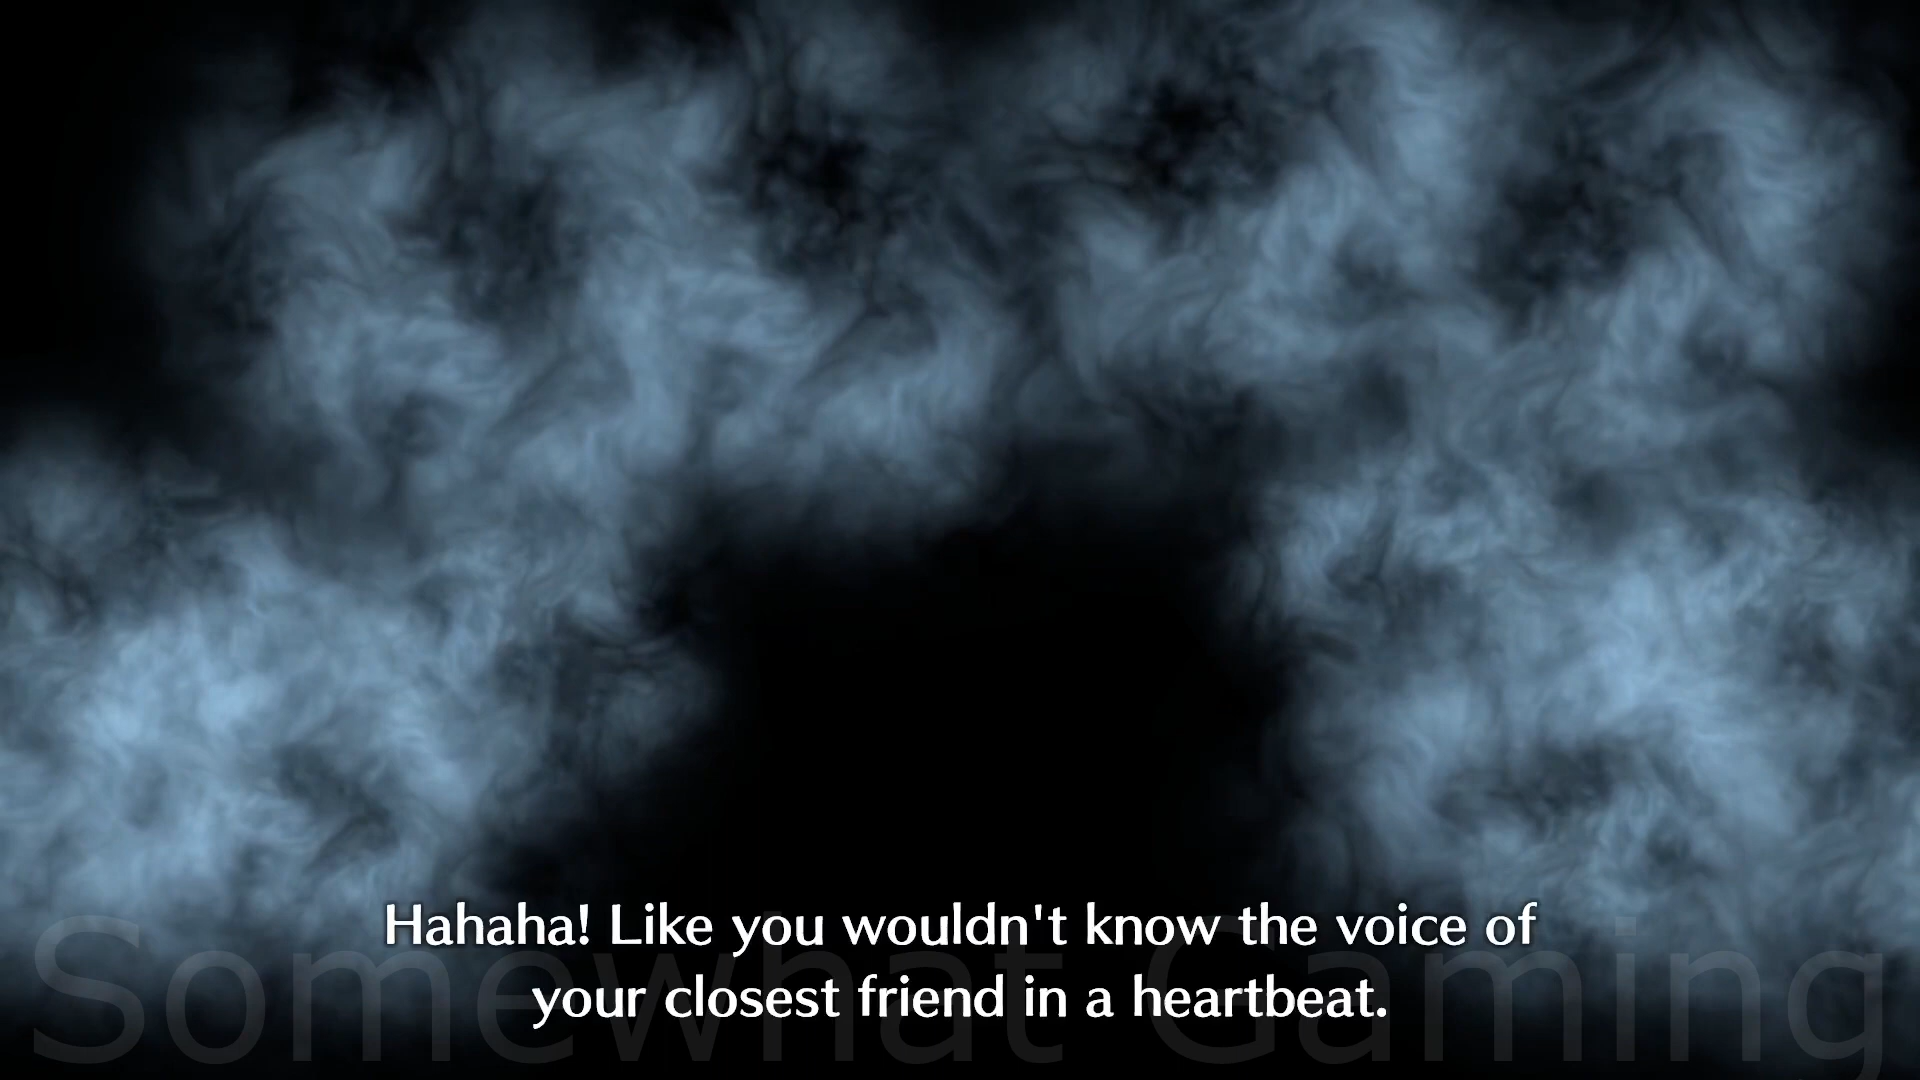 Hahaha! Like you wouldn't know the voice of
your closest friend in a heartbeat.
Somewhat Gaming